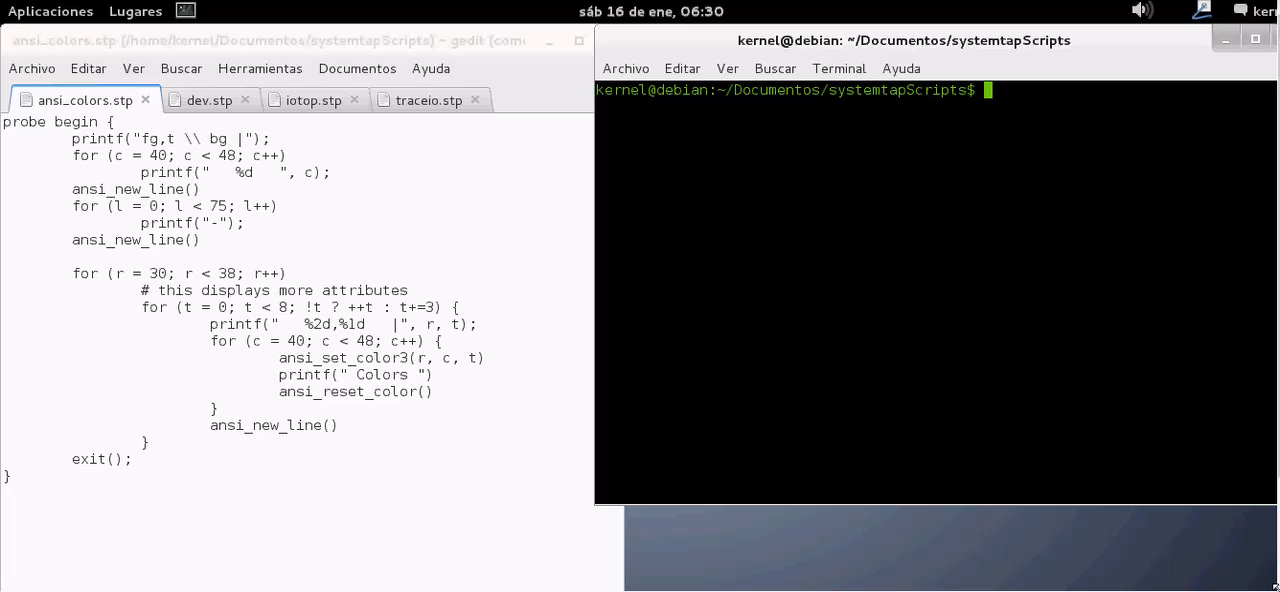 Aplicaciones Lugares sáb 16 de ene, 06:30 kern
ansi_colors.stp (/home/kernel/Documentos/systemtapScripts) – gedit (com
Archivo Editar Ver Buscar Herramientas Documentos Ayuda
ansi_colors.stp dev.stp iotop.stp traceio.stp
probe begin {
        printf("fg,t \\ bg |");
        for (c = 40; c < 48; c++)
                printf("   %d   ", c);
        ansi_new_line()
        for (l = 0; l < 75; l++)
                printf("-");
        ansi_new_line()

        for (r = 30; r < 38; r++)
                # this displays more attributes
                for (t = 0; t < 8; !t ? ++t : t+=3) {
                        printf("   %2d,%1d   |", r, t);
                        for (c = 40; c < 48; c++) {
                                ansi_set_color3(r, c, t)
                                printf(" Colors ")
                                ansi_reset_color()
                        }
                        ansi_new_line()
                }
        exit();
}
kernel@debian: ~/Documentos/systemtapScripts
Archivo Editar Ver Buscar Terminal Ayuda
kernel@debian:~/Documentos/systemtapScripts$